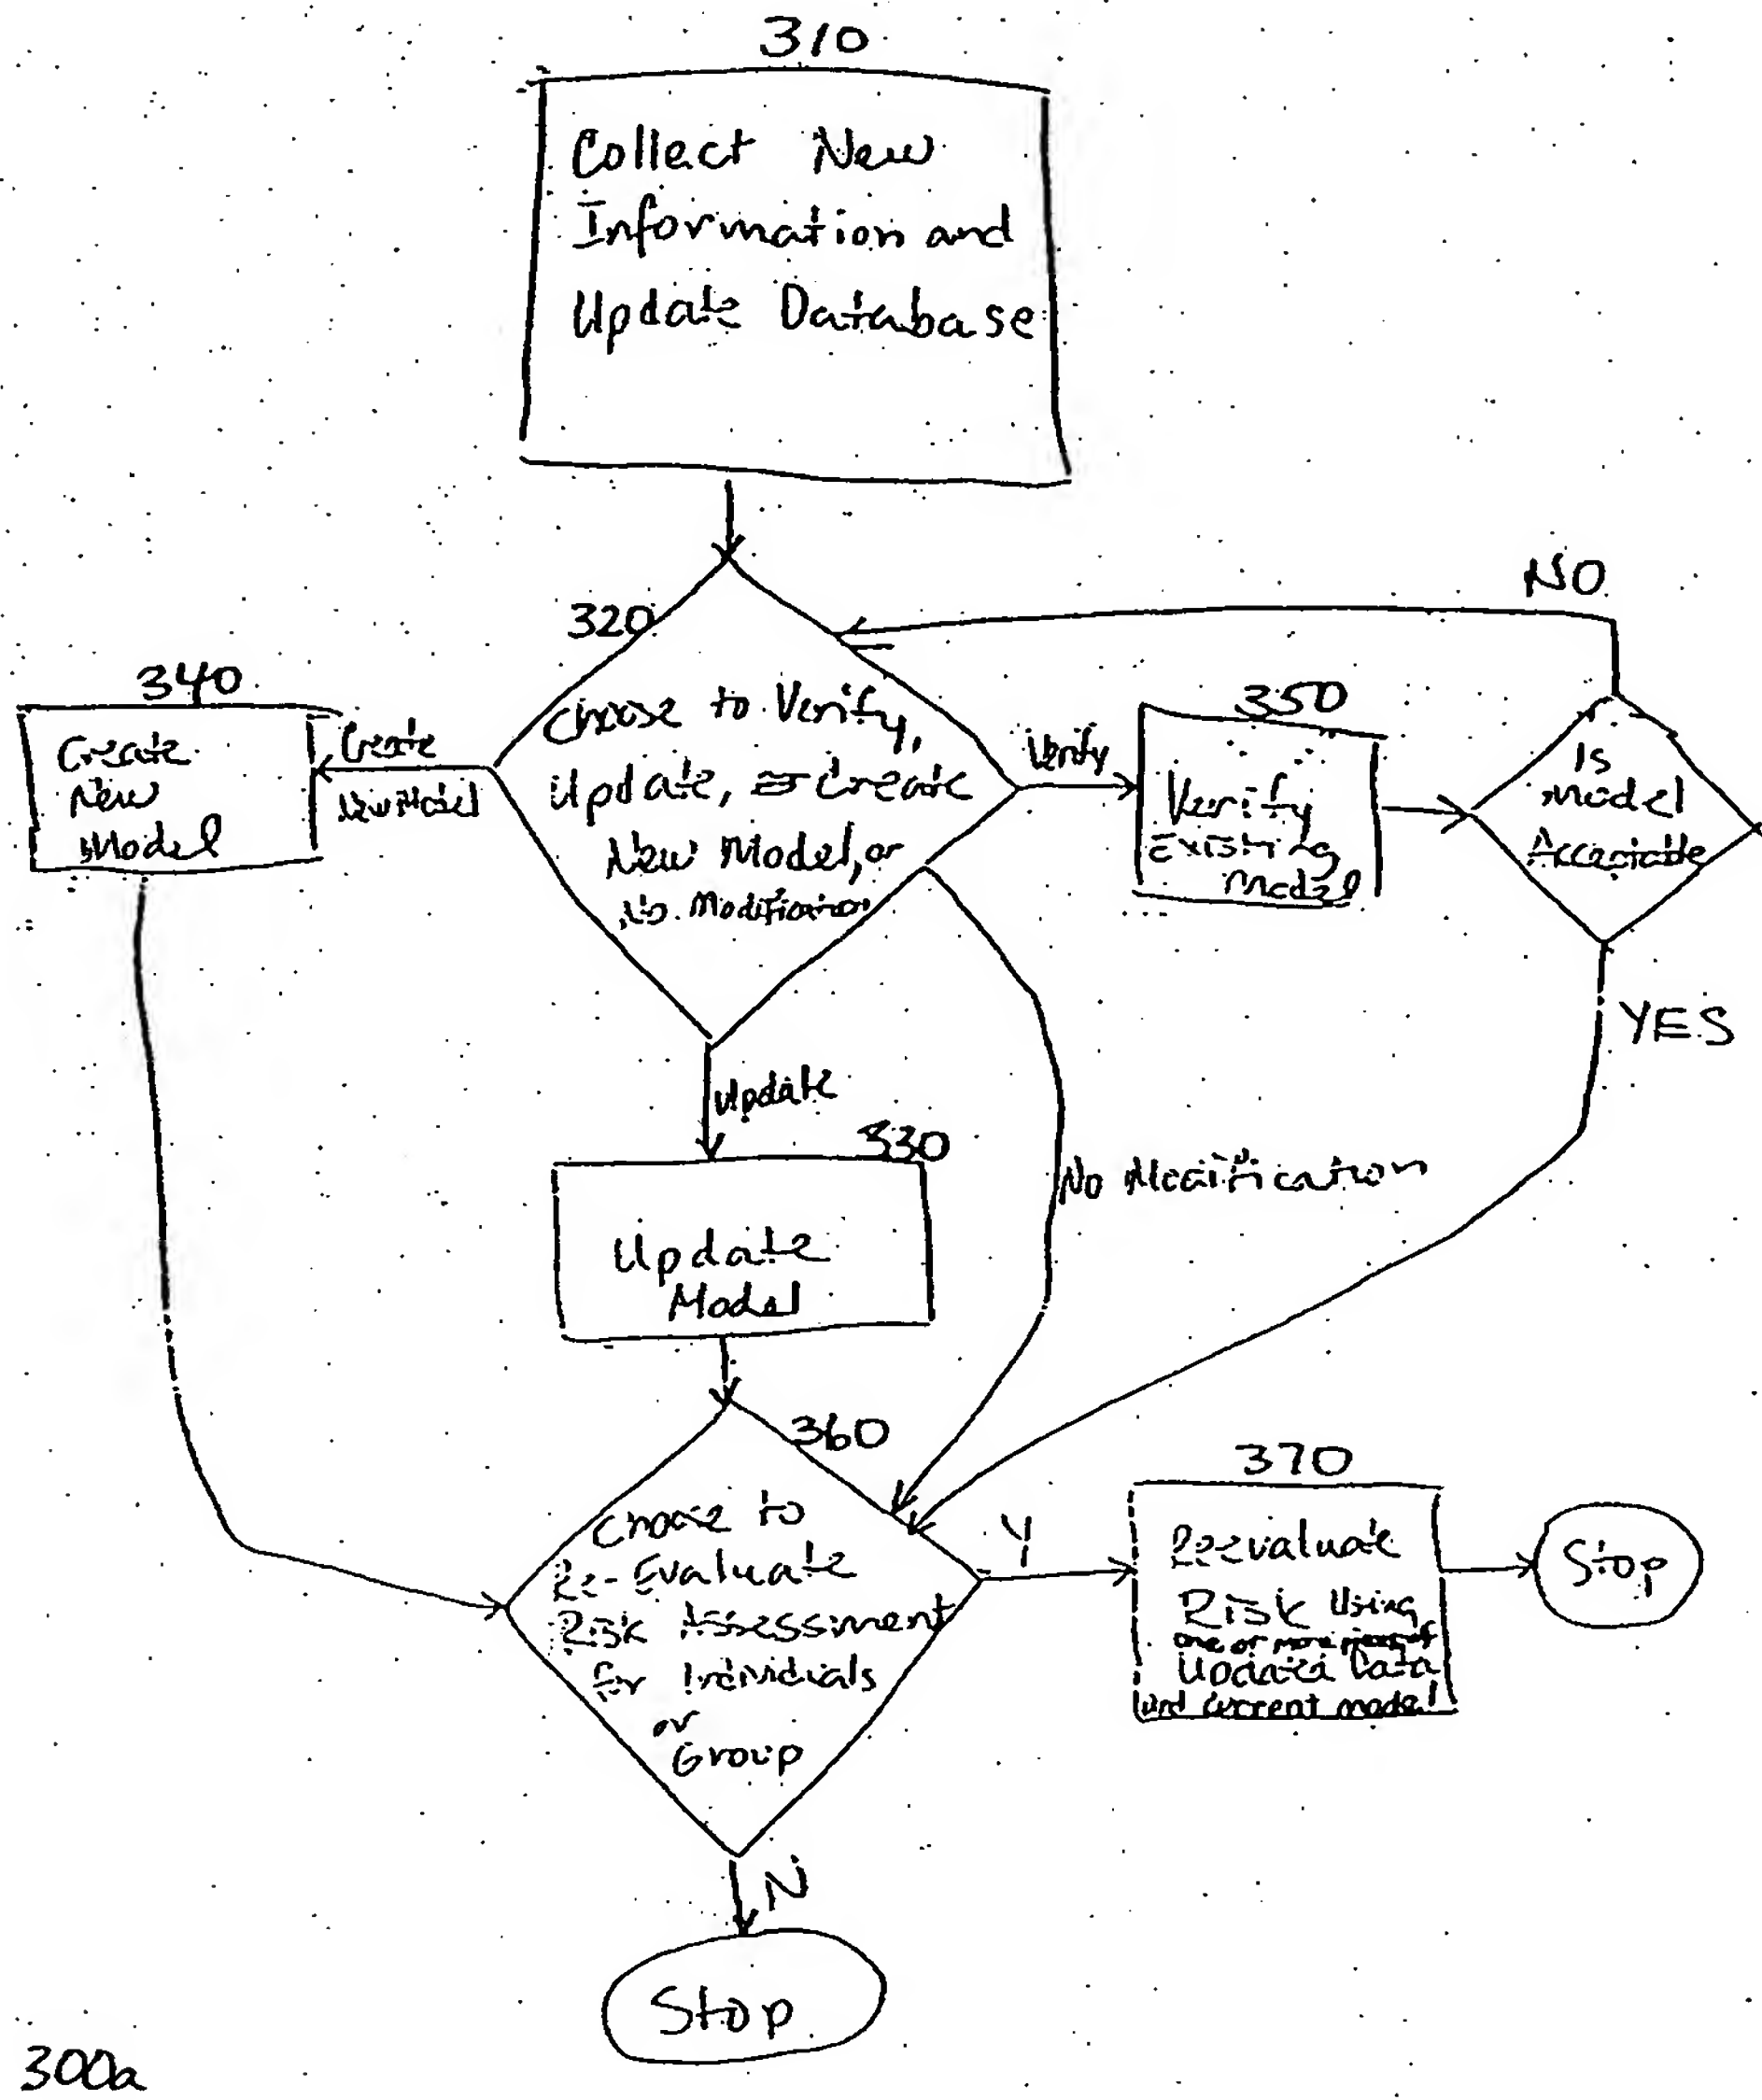 310
Collect New
Information and
Update Database
NO
320
340
350
Create
New
Model
Create
New Model
Choose to Verify,
Update, or Create
New Model, or
No Modification
Verify
Verify
Existing
Model
Is
Model
Acceptable
YES
Update
330
No Modification
Update
Model
360
370
Choose to
Re-Evaluate
Risk Assessment
for Individuals
or
Group
Y
Reevaluate
Risk Using
one or more pieces of
Updated Data
and current model
Stop
N
Stop
300a